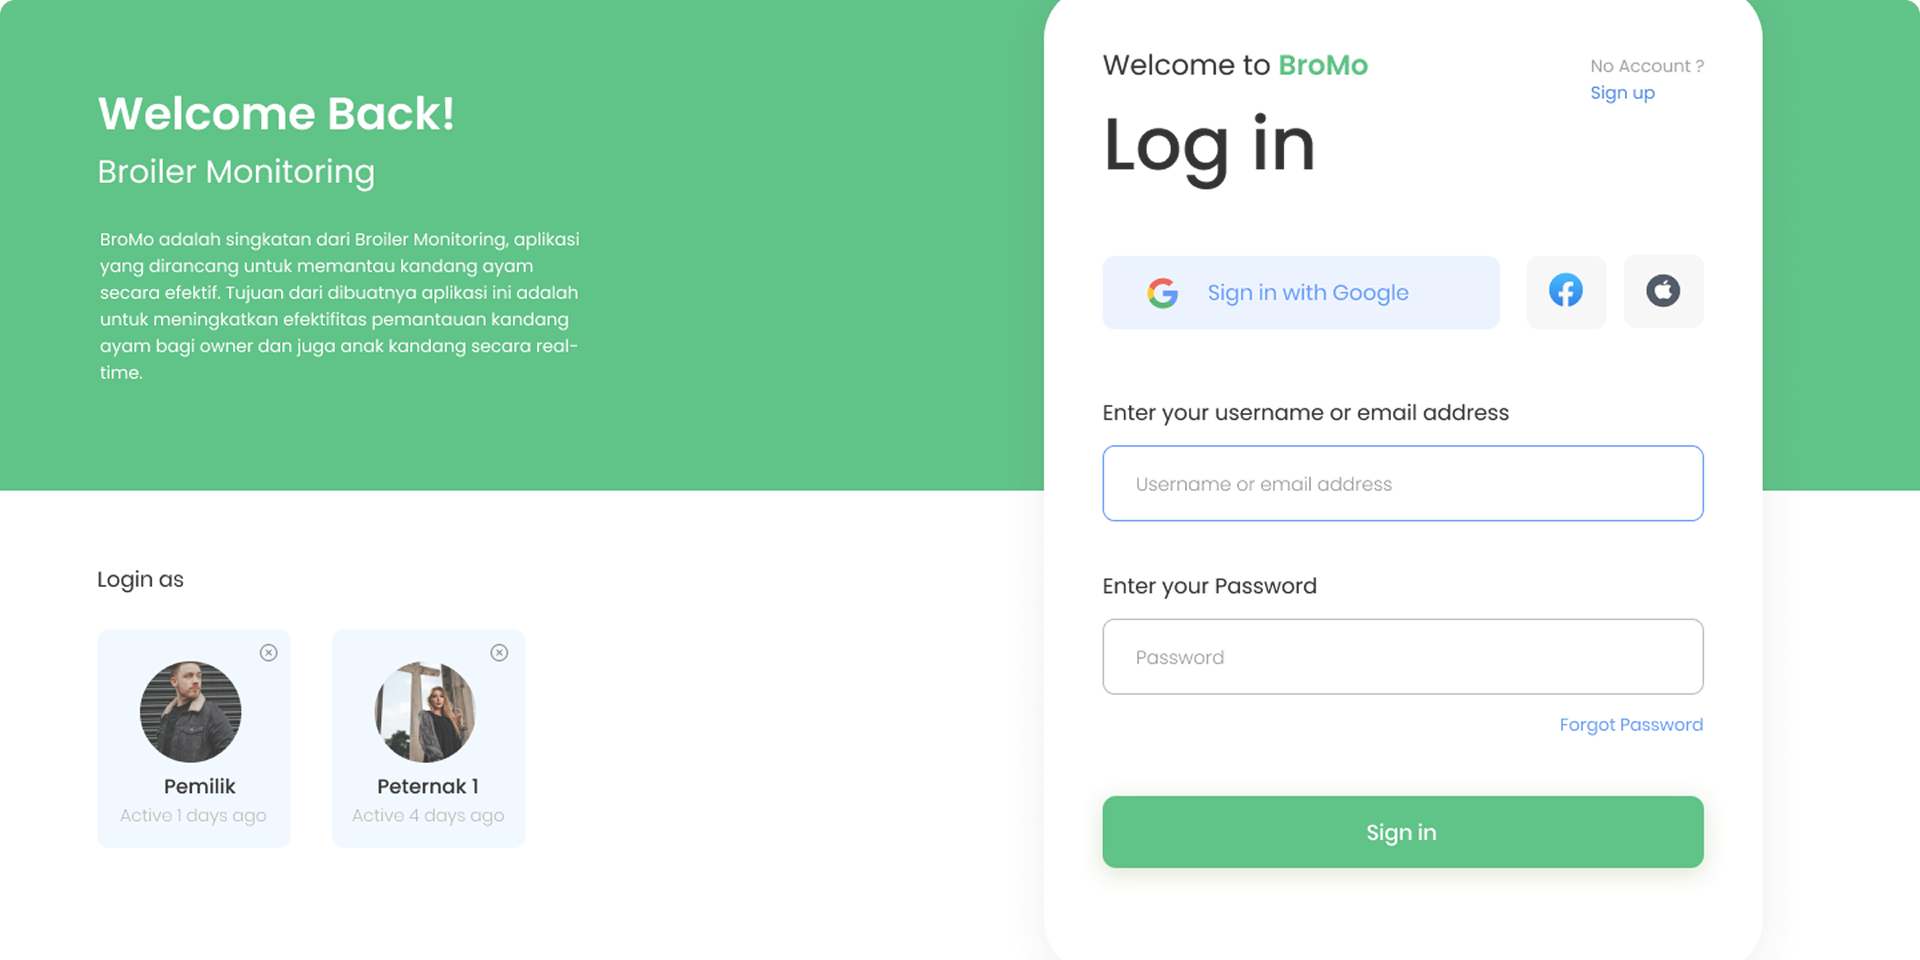 Welcome Back!
Broiler Monitoring
BroMo adalah singkatan dari Broiler Monitoring, aplikasi
yang dirancang untuk memantau kandang ayam
secara efektif. Tujuan dari dibuatnya aplikasi ini adalah
untuk meningkatkan efektifitas pemantauan kandang
ayam bagi owner dan juga anak kandang secara real-
time.
Login as
Pemilik
Active 1 days ago
Peternak 1
Active 4 days ago
Welcome to BroMo
No Account ?
Sign up
Log in
Sign in with Google
Enter your username or email address
Username or email address
Enter your Password
Password
Forgot Password
Sign in